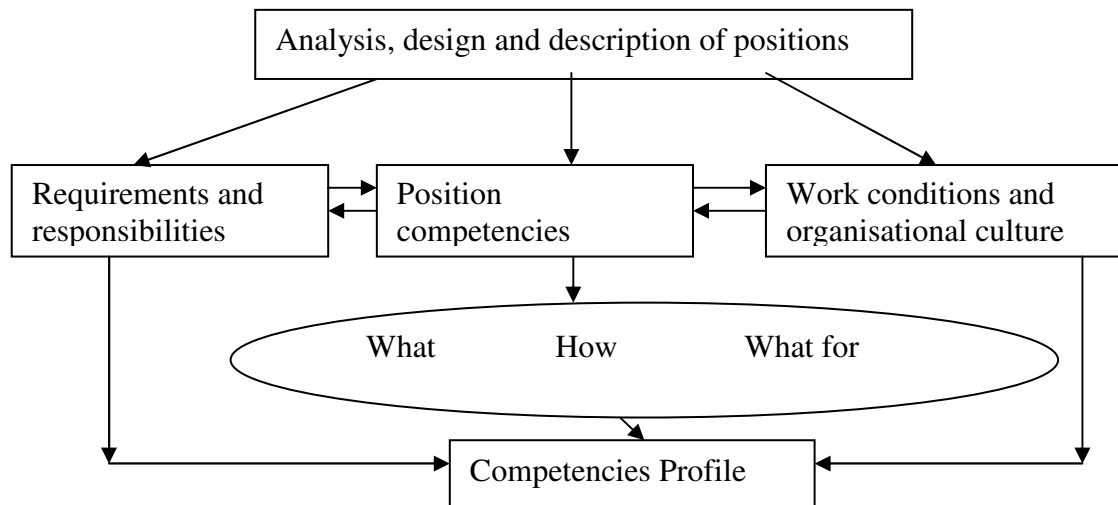 Analysis, design and description of positions
Requirements and
responsibilities
Position
competencies
Work conditions and
organisational culture
What How What for
Competencies Profile